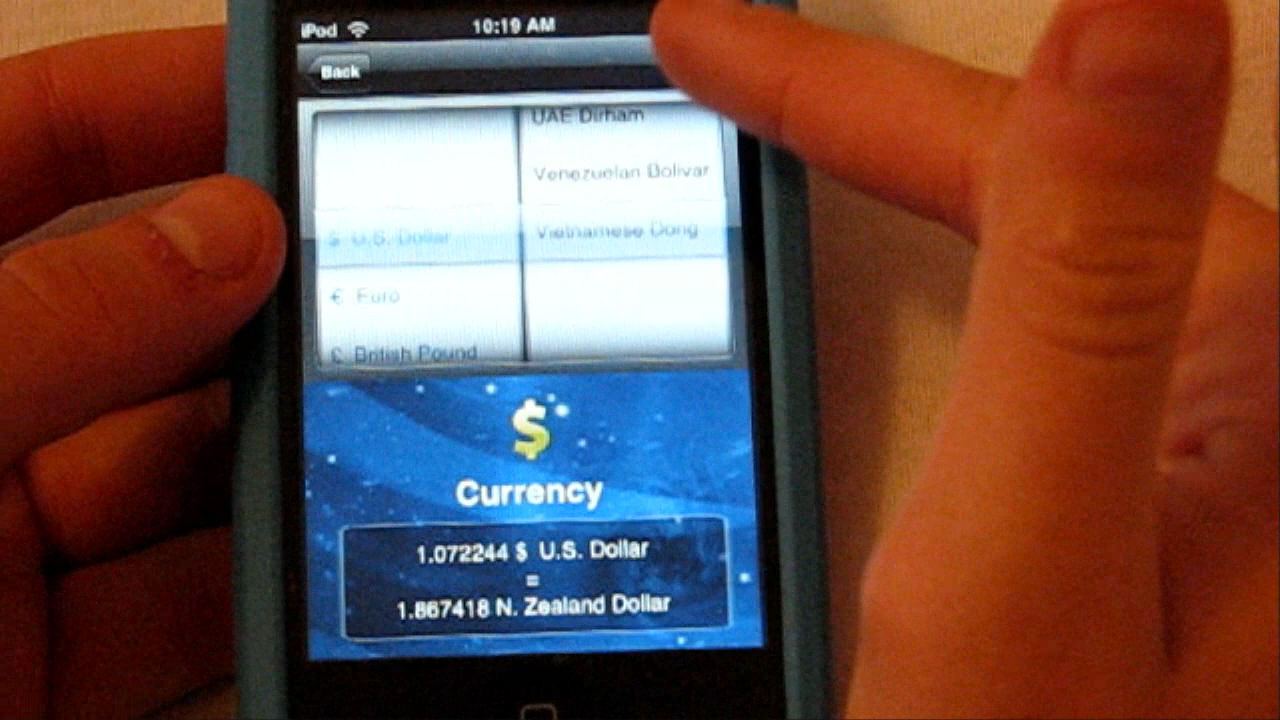 iPod 10:19 AM
Back
UAE Dirham
Venezuelan Bolivar
$ U.S. Dollar
Vietnamese Dong
€ Euro
£ British Pound
$
Currency
1.072244 $ U.S. Dollar
=
1.867418 N. Zealand Dollar